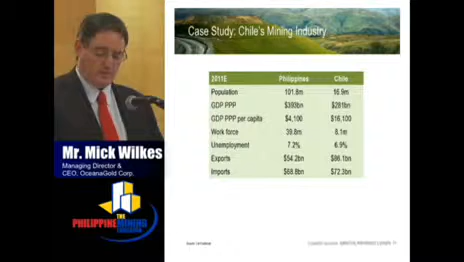 Case Study: Chile's Mining Industry
2011E Philippines Chile
Population 101.8m 16.9m
GDP PPP $393bn $281bn
GDP PPP per capita $4,100 $16,100
Work force 39.8m 8.1m
Unemployment 7.2% 6.9%
Exports $54.2bn $86.1bn
Imports $68.8bn $72.3bn
Mr. Mick Wilkes
Managing Director &
CEO, OceanaGold Corp.
THE
PHILIPPINE MINING